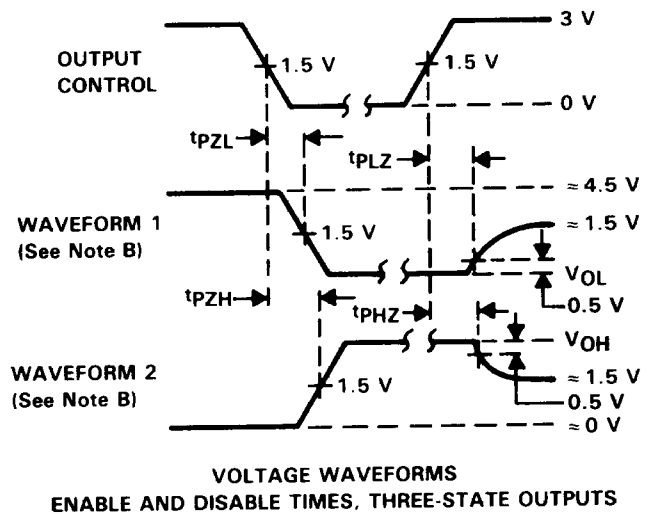 3 V
OUTPUT
CONTROL
1.5 V
1.5 V
0 V
tPZL
tPLZ
≈ 4.5 V
WAVEFORM 1
(See Note B)
1.5 V
≈ 1.5 V
VOL
0.5 V
tPZH
tPHZ
VOH
WAVEFORM 2
(See Note B)
1.5 V
≈ 1.5 V
0.5 V
≈ 0 V
VOLTAGE WAVEFORMS
ENABLE AND DISABLE TIMES, THREE-STATE OUTPUTS